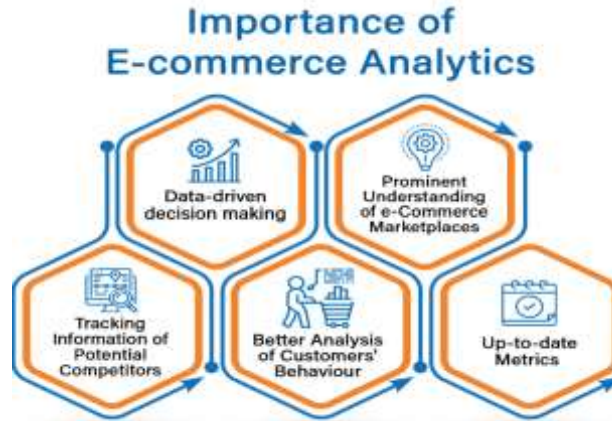 Importance of
E-commerce Analytics
Data-driven
decision making
Prominent
Understanding
of e-Commerce
Marketplaces
Tracking
Information of
Potential
Competitors
Better Analysis
of Customers'
Behaviour
Up-to-date
Metrics